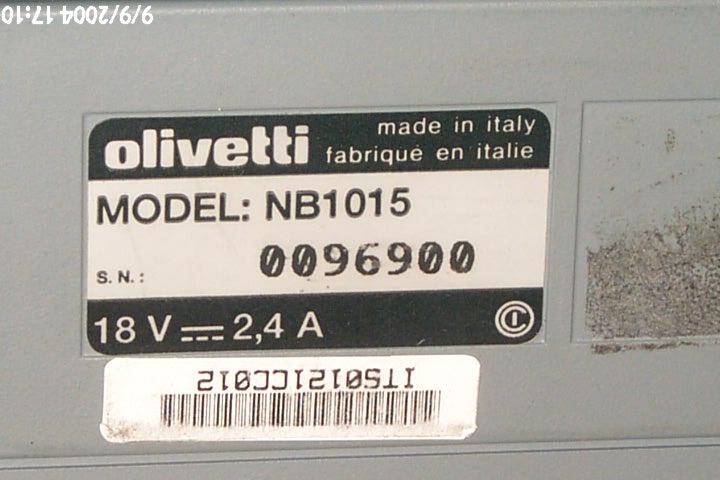 9/9/2004 17:10
olivetti
made in italy
fabriqué en italie
MODEL: NB1015
S. N.: 0096900
18 V ⎓ 2,4 A
ITS0121CC012